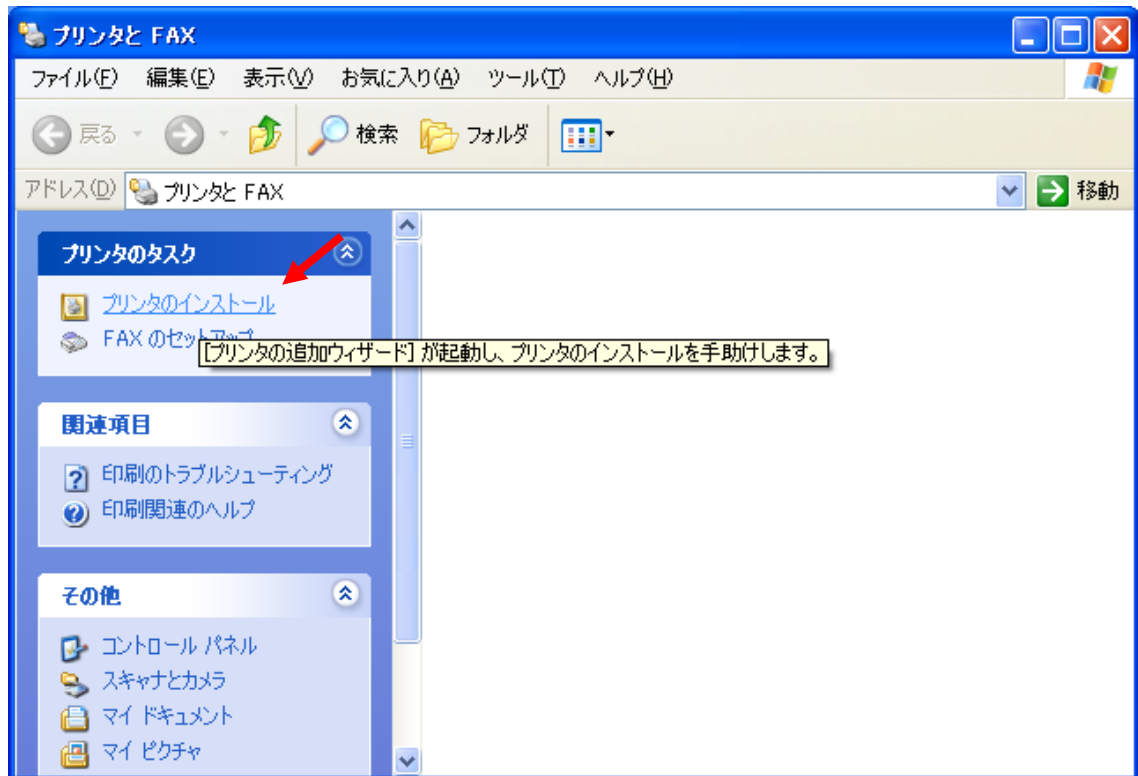 プリンタと FAX
ファイル(F) 編集(E) 表示(V) お気に入り(A) ツール(T) ヘルプ(H)
戻る 検索 フォルダ
アドレス(D) プリンタと FAX 移動
プリンタのタスク
プリンタのインストール
FAX のセットアップ
[プリンタの追加ウィザード] が起動し、プリンタのインストールを手助けします。
関連項目
印刷のトラブルシューティング
印刷関連のヘルプ
その他
コントロール パネル
スキャナとカメラ
マイ ドキュメント
マイ ピクチャ